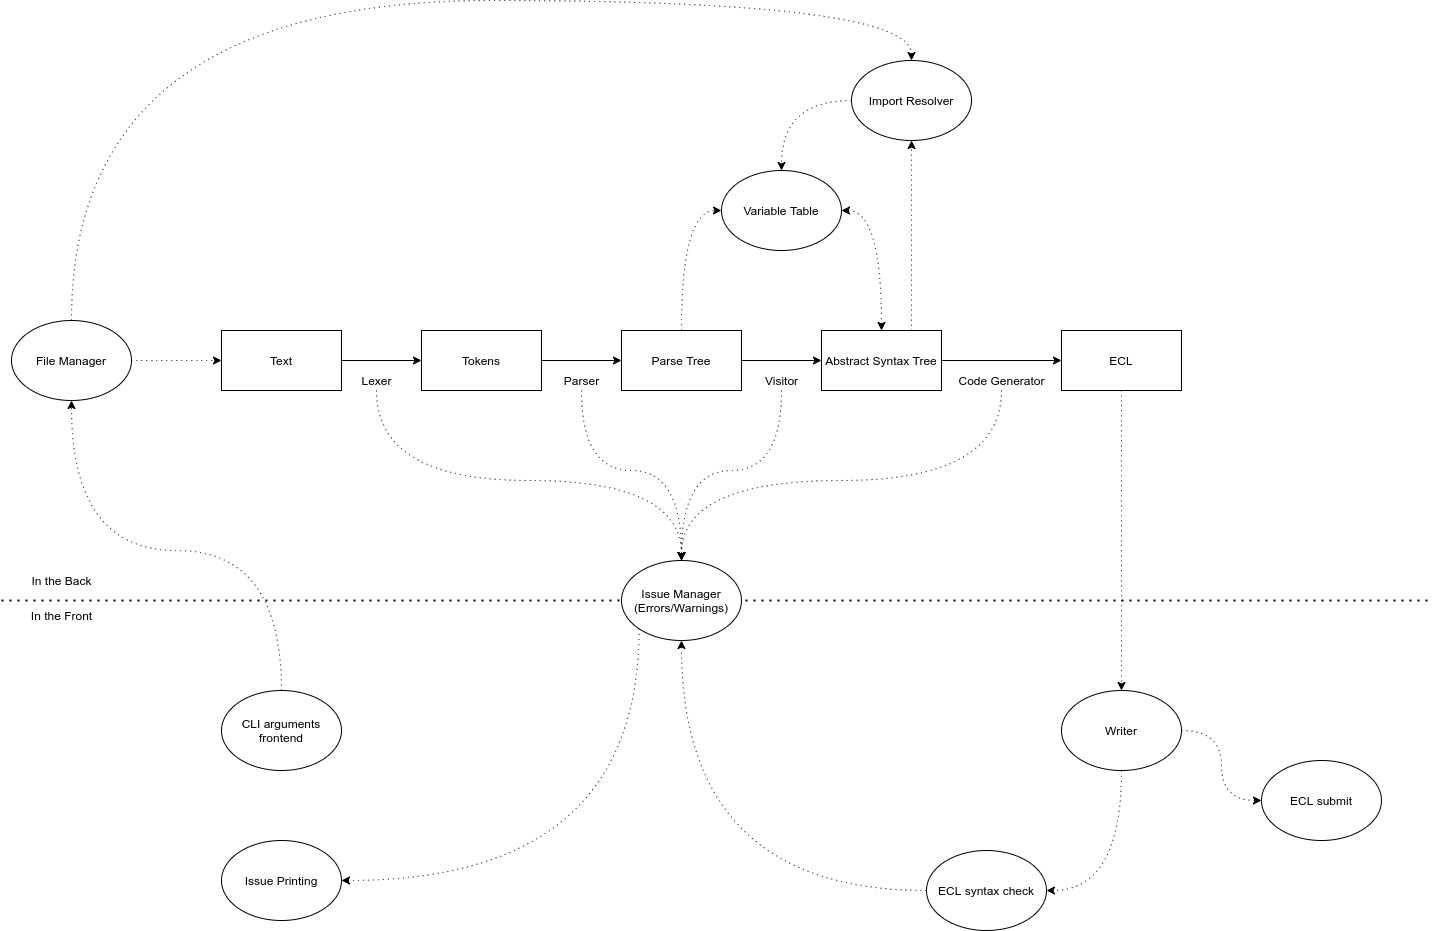 Import Resolver
Variable Table
File Manager
Text
Tokens
Parse Tree
Abstract Syntax Tree
ECL
Lexer
Parser
Visitor
Code Generator
In the Back
In the Front
Issue Manager
(Errors/Warnings)
CLI arguments
frontend
Writer
ECL submit
Issue Printing
ECL syntax check